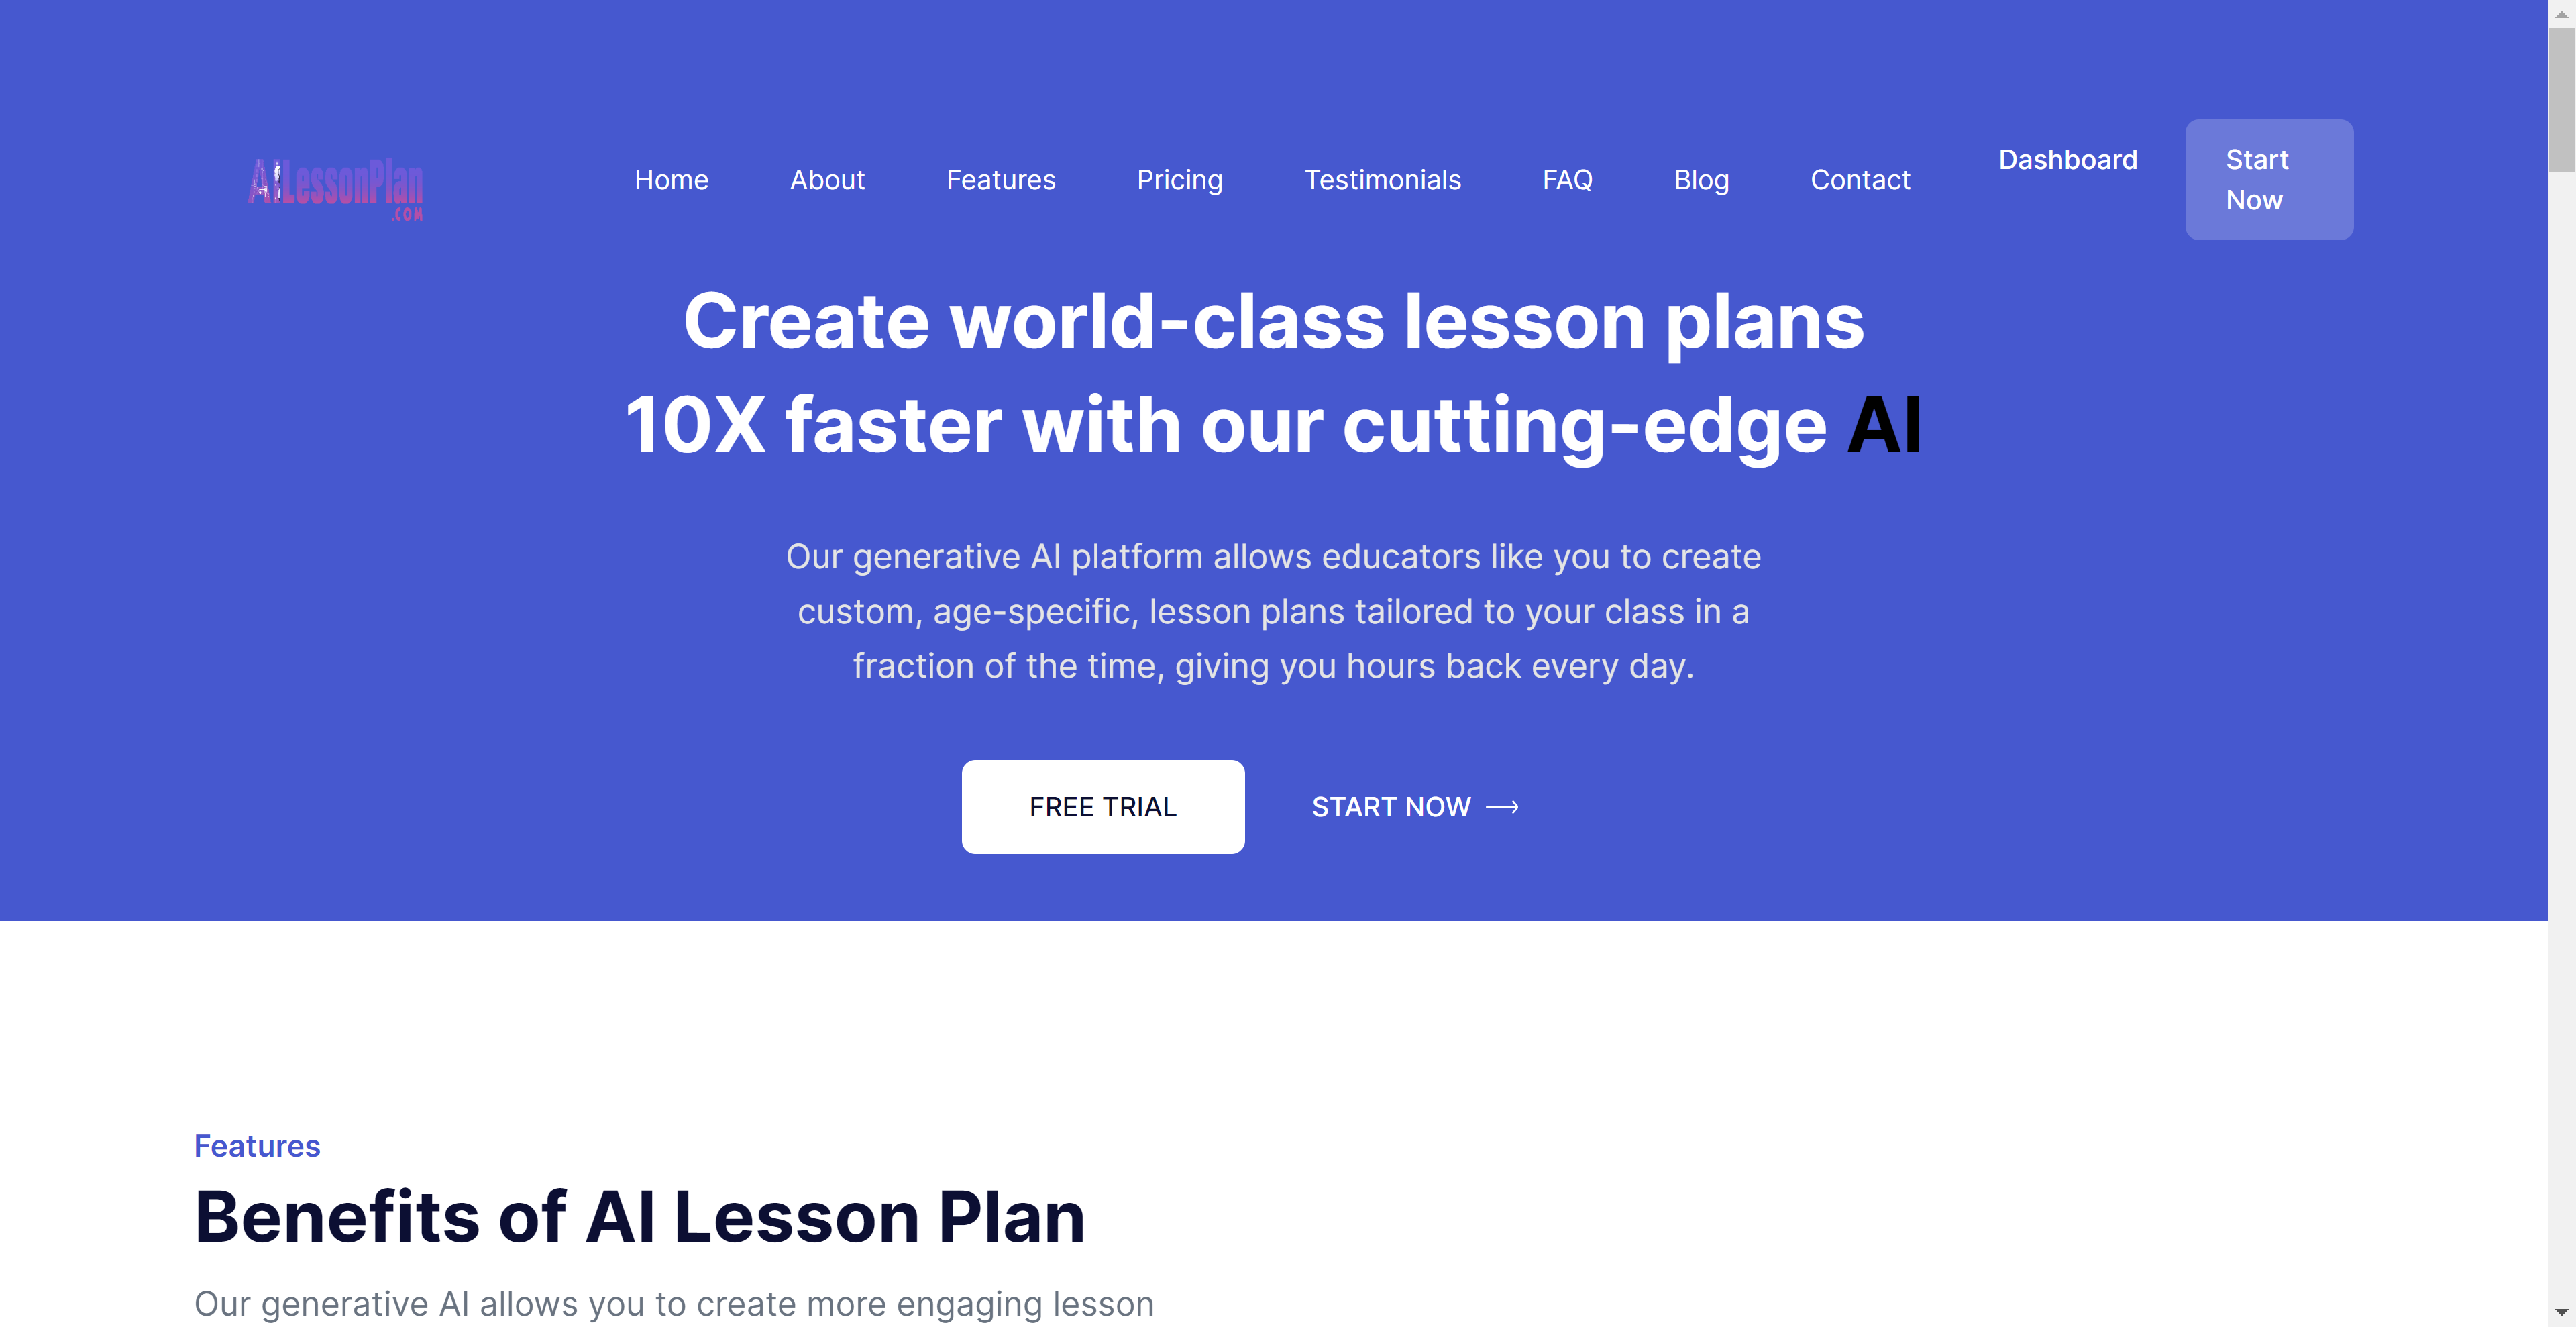 AILessonPlan
.COM
Home
About
Features
Pricing
Testimonials
FAQ
Blog
Contact
Dashboard
Start
Now
Create world-class lesson plans
10X faster with our cutting-edge AI
Our generative AI platform allows educators like you to create
custom, age-specific, lesson plans tailored to your class in a
fraction of the time, giving you hours back every day.
FREE TRIAL
START NOW
Features
Benefits of AI Lesson Plan
Our generative AI allows you to create more engaging lesson